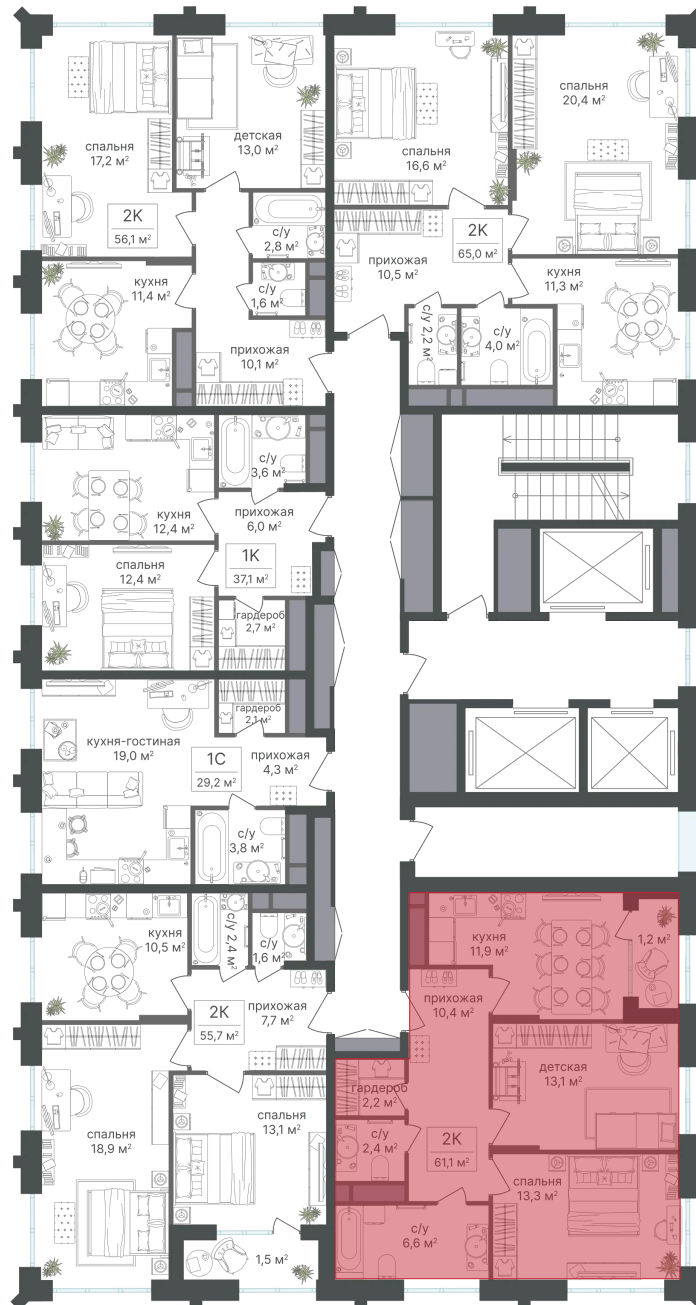 спальня
17,2 м²
детская
13,0 м²
2К
56,1 м²
с/у
2,8 м²
кухня
11,4 м²
с/у
1,6 м²
прихожая
10,1 м²
спальня
16,6 м²
спальня
20,4 м²
2К
65,0 м²
прихожая
10,5 м²
кухня
11,3 м²
с/у 2,2 м²
с/у
4,0 м²
с/у
3,6 м²
кухня
12,4 м²
прихожая
6,0 м²
спальня
12,4 м²
1К
37,1 м²
гардероб
2,7 м²
гардероб
2,1 м²
кухня-гостиная
19,0 м²
1С
29,2 м²
прихожая
4,3 м²
с/у
3,8 м²
кухня
10,5 м²
с/у 2,4 м²
с/у
1,6 м²
2К
55,7 м²
прихожая
7,7 м²
спальня
18,9 м²
спальня
13,1 м²
1,5 м²
кухня
11,9 м²
1,2 м²
прихожая
10,4 м²
детская
13,1 м²
гардероб
2,2 м²
с/у
2,4 м²
2К
61,1 м²
спальня
13,3 м²
с/у
6,6 м²